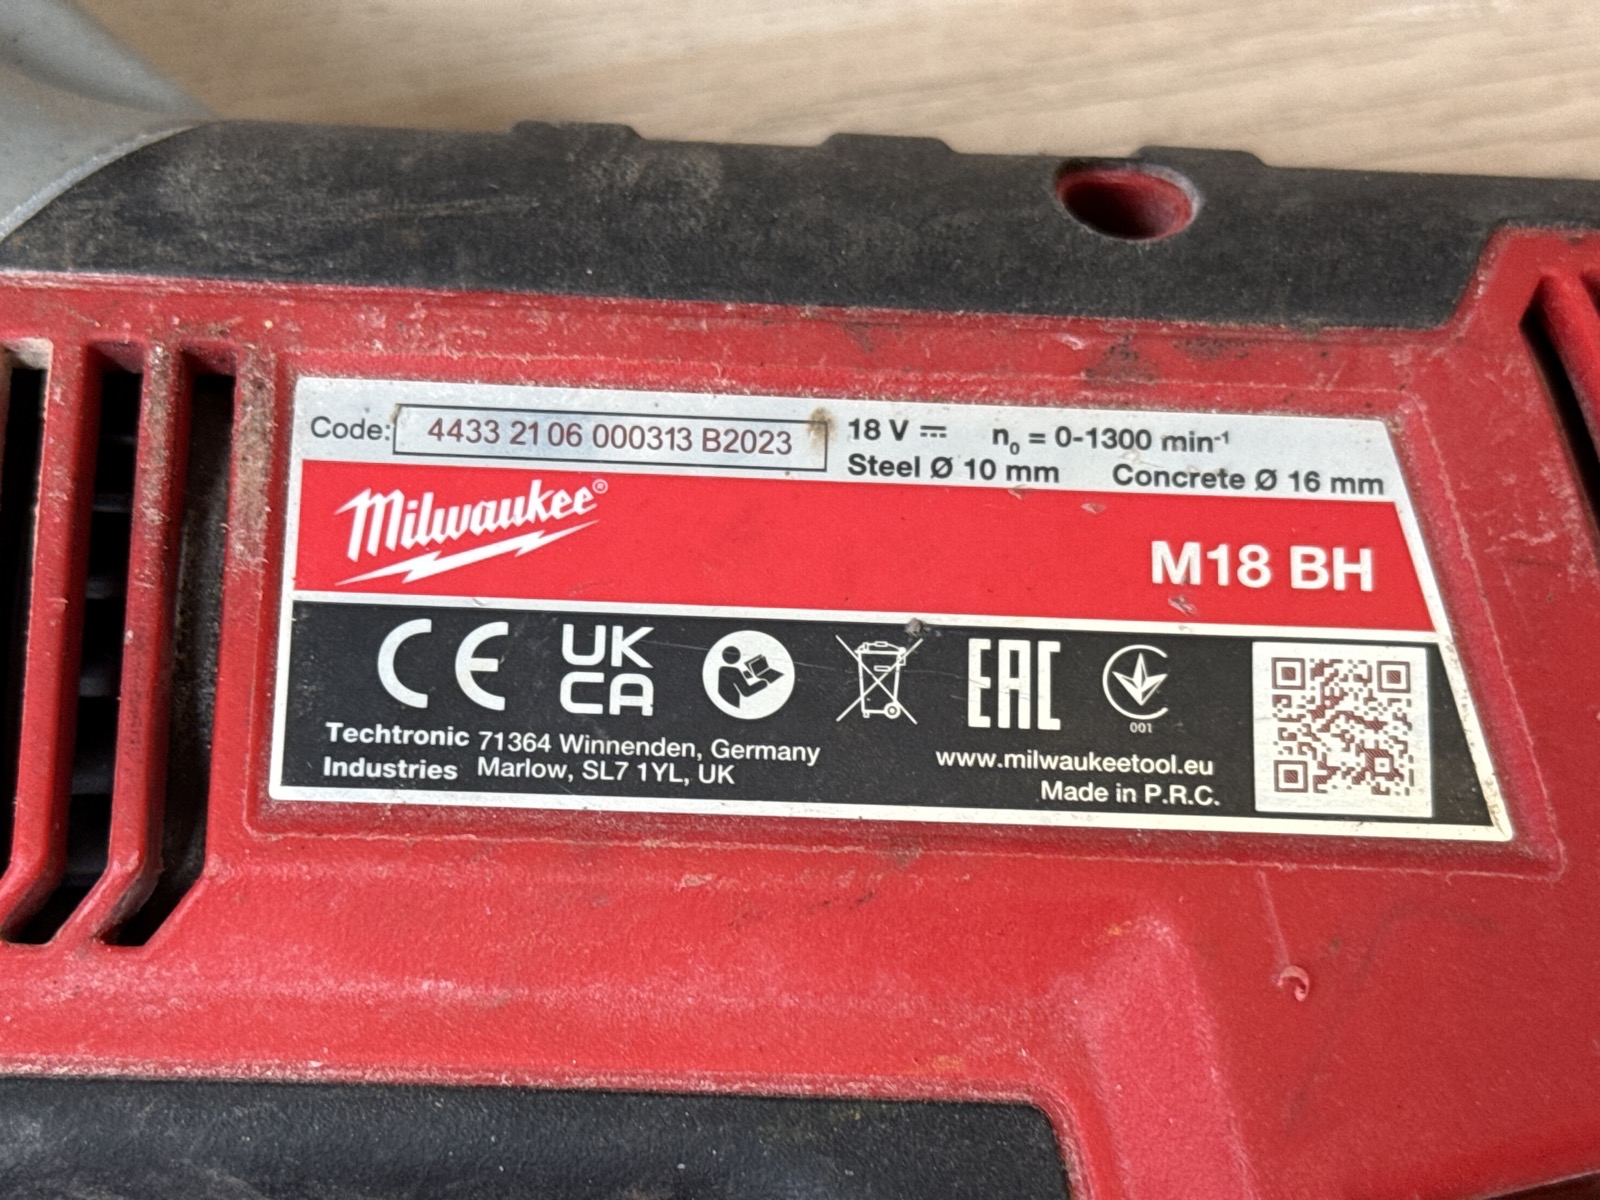 Code: 4433 21 06 000313 B2023
18 V n₀ = 0-1300 min⁻¹
Steel Ø 10 mm Concrete Ø 16 mm
Milwaukee®
M18 BH
CE UK CA EAC 001
Techtronic Industries
71364 Winnenden, Germany
Marlow, SL7 1YL, UK
www.milwaukeetool.eu
Made in P.R.C.